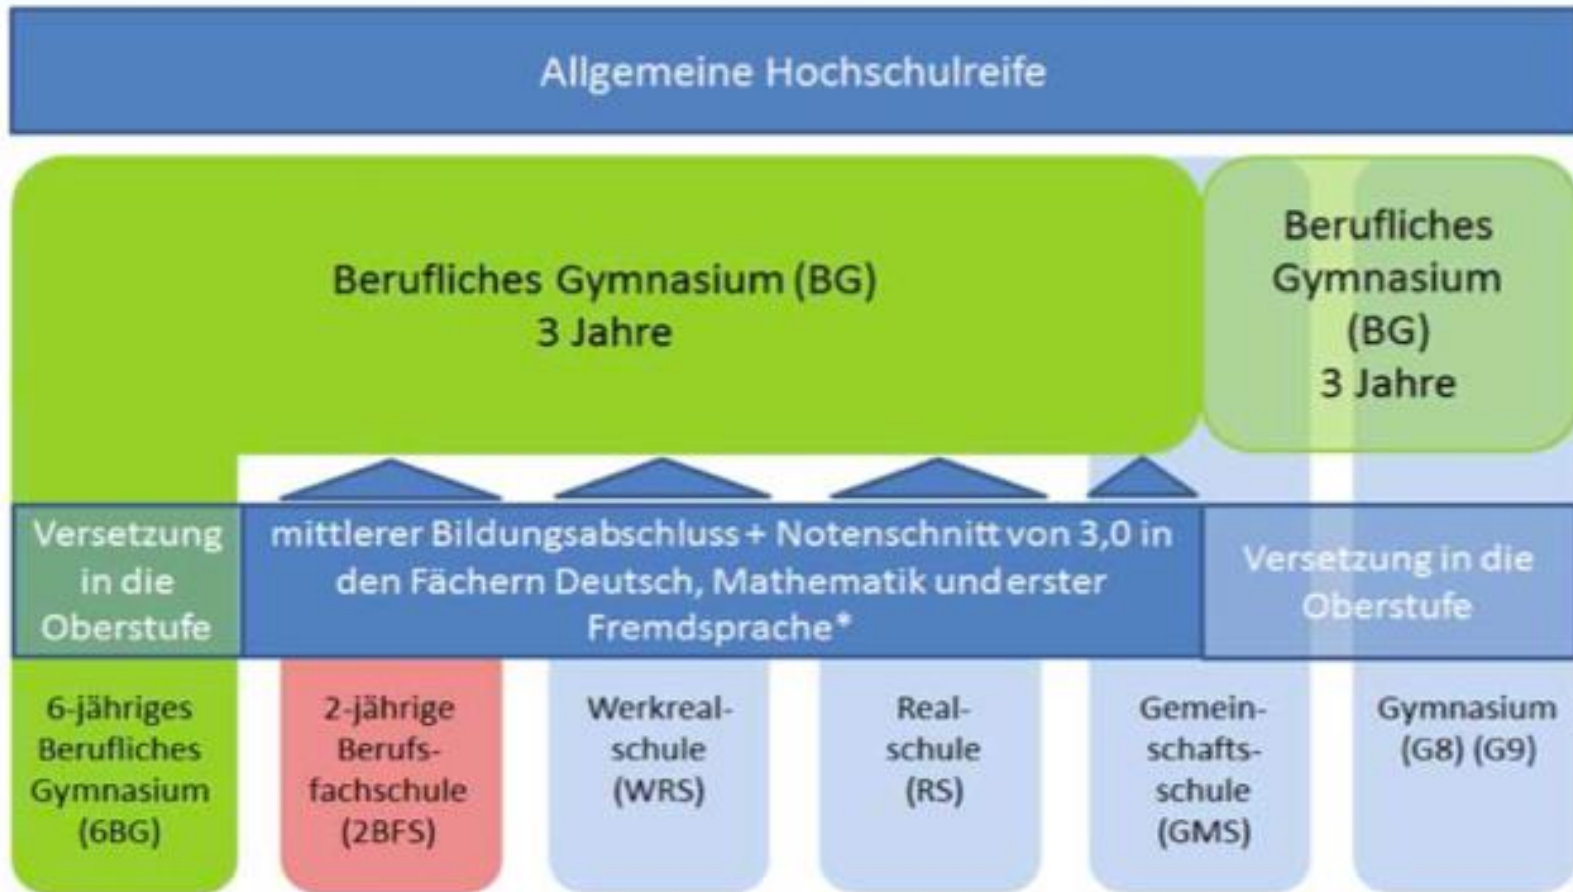 Allgemeine Hochschulreife
Berufliches Gymnasium (BG)
3 Jahre
Berufliches
Gymnasium
(BG)
3 Jahre
Versetzung
in die
Oberstufe
mittlerer Bildungsabschluss + Notenschnitt von 3,0 in
den Fächern Deutsch, Mathematik und erster
Fremdsprache*
Versetzung in die
Oberstufe
6-jähriges
Berufliches
Gymnasium
(6BG)
2-jährige
Berufs-
fachschule
(2BFS)
Werkreal-
schule
(WRS)
Real-
schule
(RS)
Gemein-
schafts-
schule
(GMS)
Gymnasium
(G8) (G9)